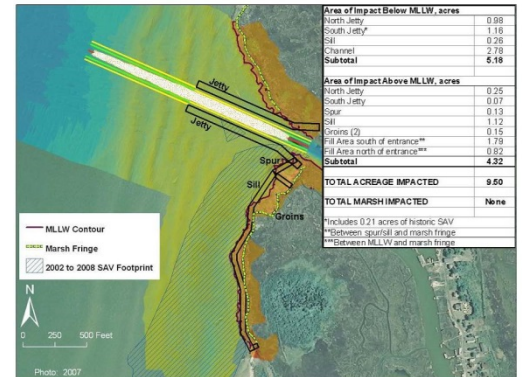 Area of Impact Below MLLW, acres
North Jetty 0.98
South Jetty* 1.16
Sill 0.26
Channel 2.78
Subtotal 5.18
Area of Impact Above MLLW, acres
North Jetty 0.25
South Jetty 0.07
Spur 0.13
Sill 1.12
Groins (2) 0.15
Fill Area south of entrance** 1.79
Fill Area north of entrance*** 0.82
Subtotal 4.32
TOTAL ACREAGE IMPACTED 9.50
TOTAL MARSH IMPACTED None
*Includes 0.21 acres of historic SAV
**Between spur/sill and marsh fringe
***Between MLLW and marsh fringe
Jetty
Jetty
Spur
Sill
Groins
MLLW Contour
Marsh Fringe
2002 to 2008 SAV Footprint
N
0 250 500 Feet
Photo: 2007